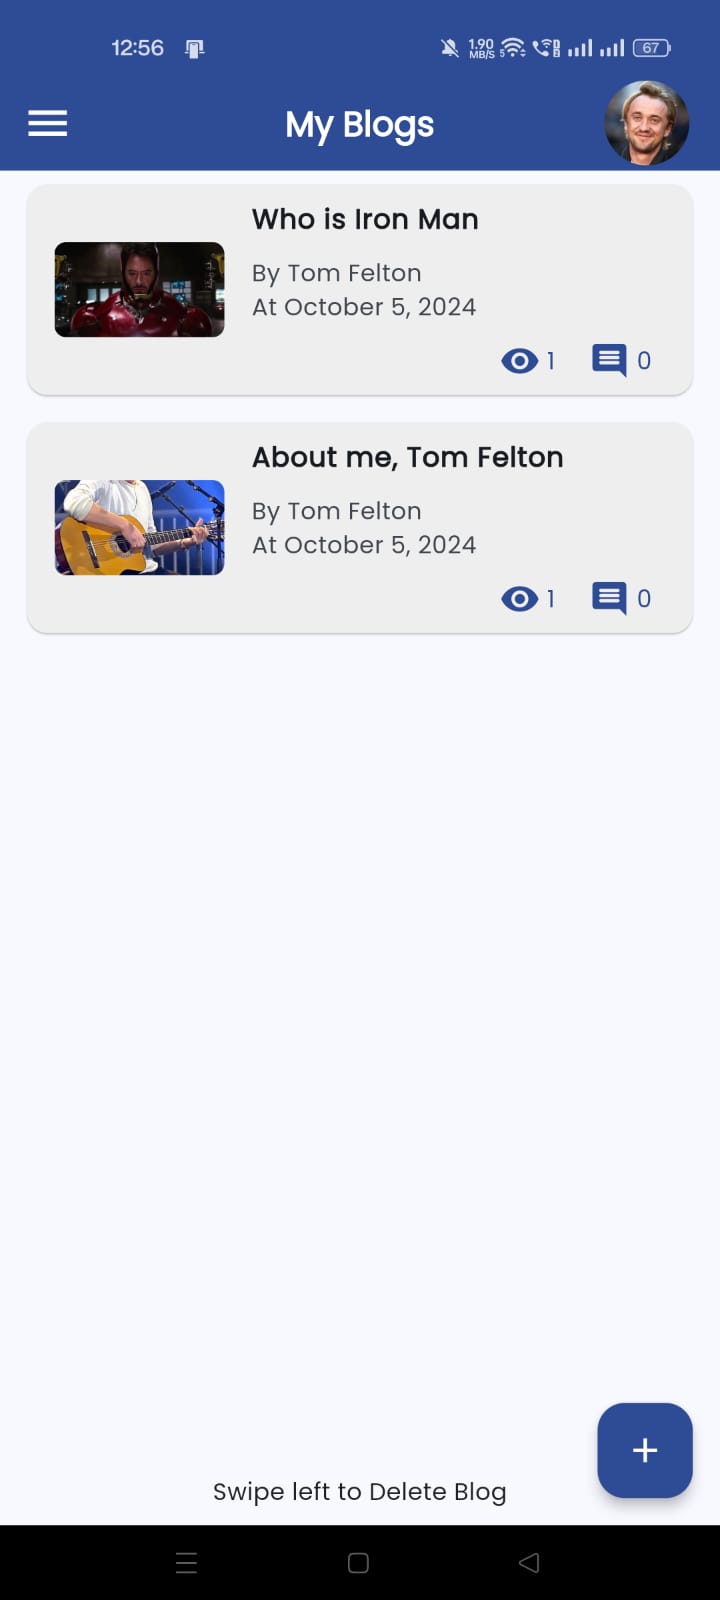 12:56
1.90
MB/S
5
67
My Blogs
Who is Iron Man
By Tom Felton
At October 5, 2024
1
0
About me, Tom Felton
By Tom Felton
At October 5, 2024
1
0
+
Swipe left to Delete Blog